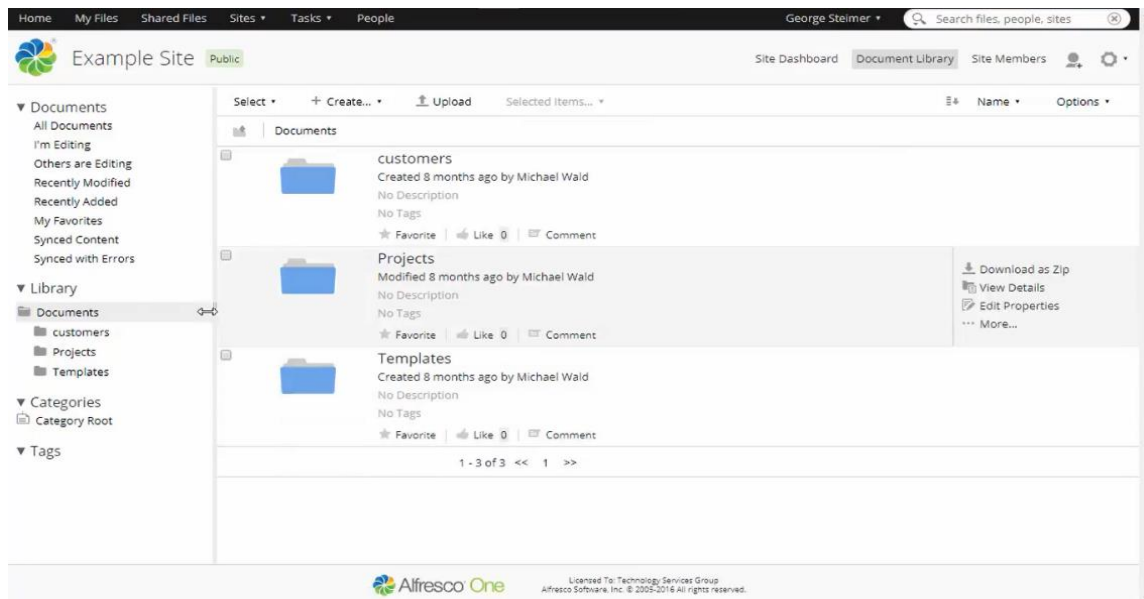 Home My Files Shared Files Sites Tasks People George Steimer Search files, people, sites
Example Site Public Site Dashboard Document Library Site Members
Documents
All Documents
I'm Editing
Others are Editing
Recently Modified
Recently Added
My Favorites
Synced Content
Synced with Errors
Library
Documents
customers
Projects
Templates
Categories
Category Root
Tags
Select + Create... Upload Selected Items... Name Options
Documents
customers
Created 8 months ago by Michael Wald
No Description
No Tags
Favorite Like 0 Comment
Projects
Modified 8 months ago by Michael Wald
No Description
No Tags
Favorite Like 0 Comment
Download as Zip
View Details
Edit Properties
More...
Templates
Created 8 months ago by Michael Wald
No Description
No Tags
Favorite Like 0 Comment
1 - 3 of 3 << 1 >>
Alfresco One
Licensed To: Technology Services Group
Alfresco Software, Inc. © 2005-2016 All rights reserved.